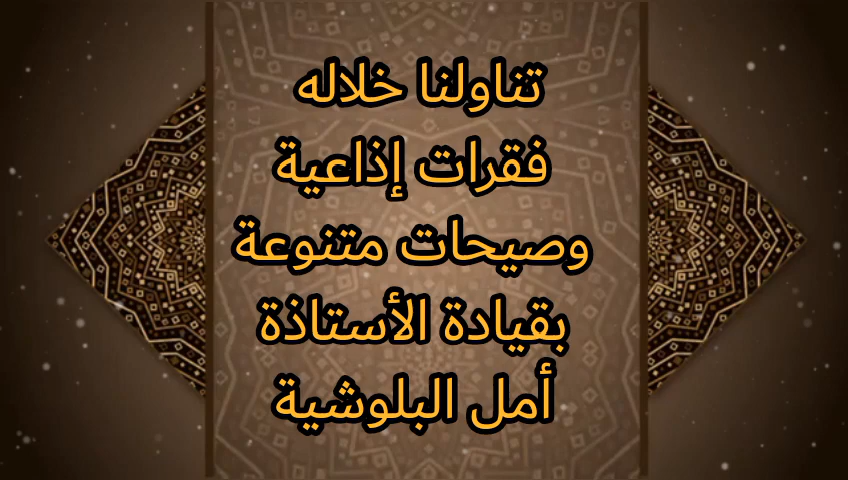 تناولنا خلاله
فقرات إذاعية
وصيحات متنوعة
بقيادة الأستاذة
أمل البلوشية